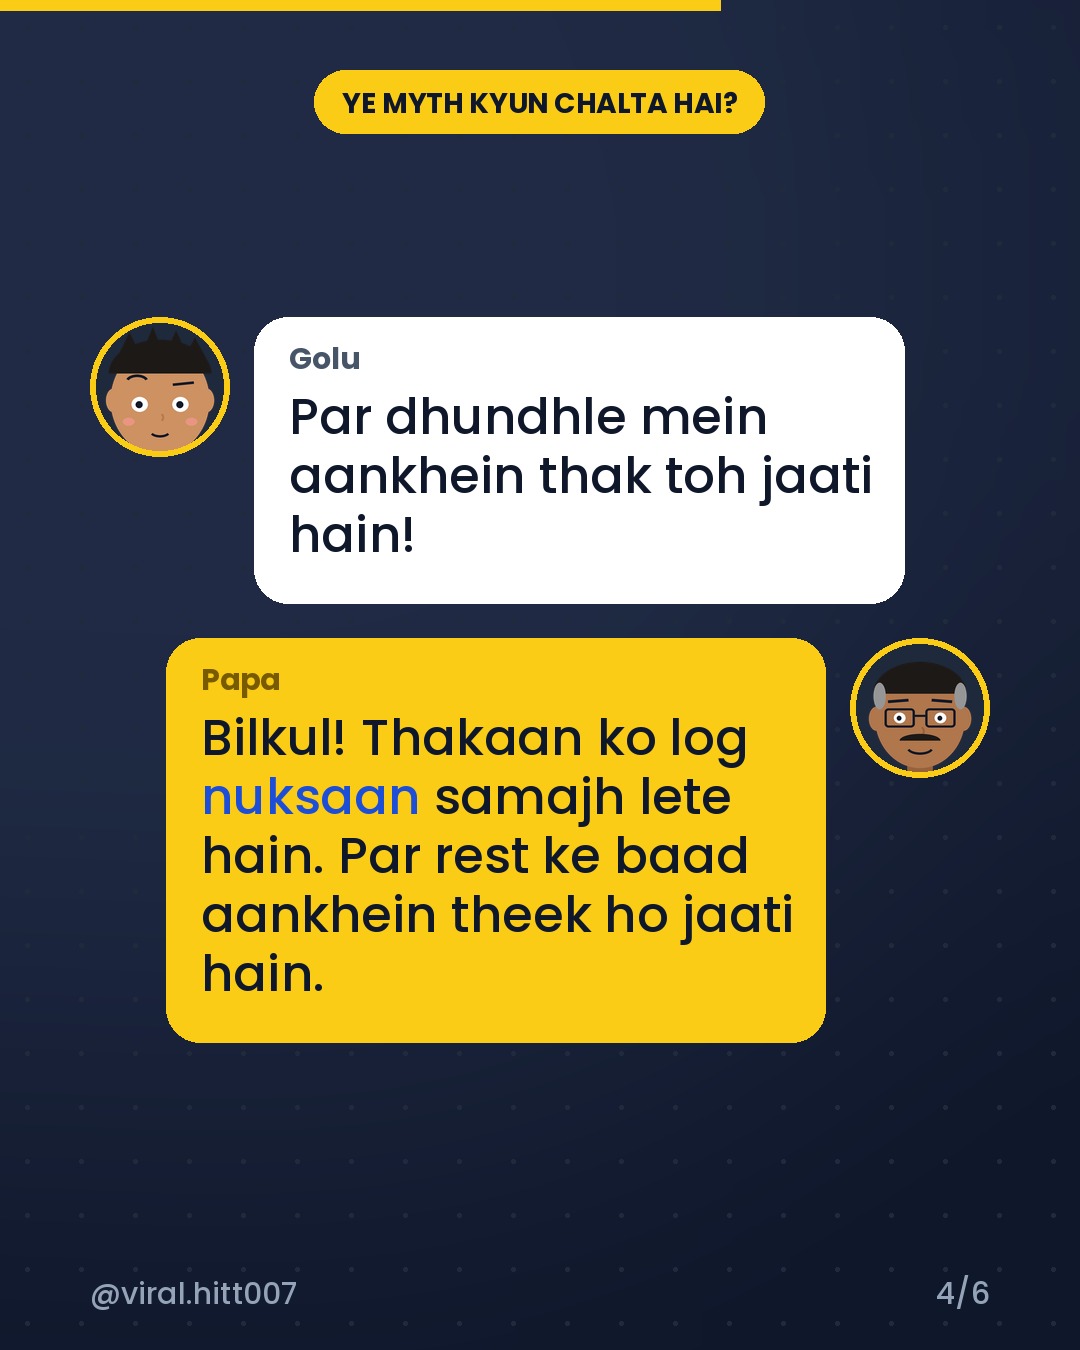 YE MYTH KYUN CHALTA HAI?
Golu
Par dhundhle mein
aankhein thak toh jaati
hain!
Papa
Bilkul! Thakaan ko log
nuksaan samajh lete
hain. Par rest ke baad
aankhein theek ho jaati
hain.
@viral.hitt007
4/6